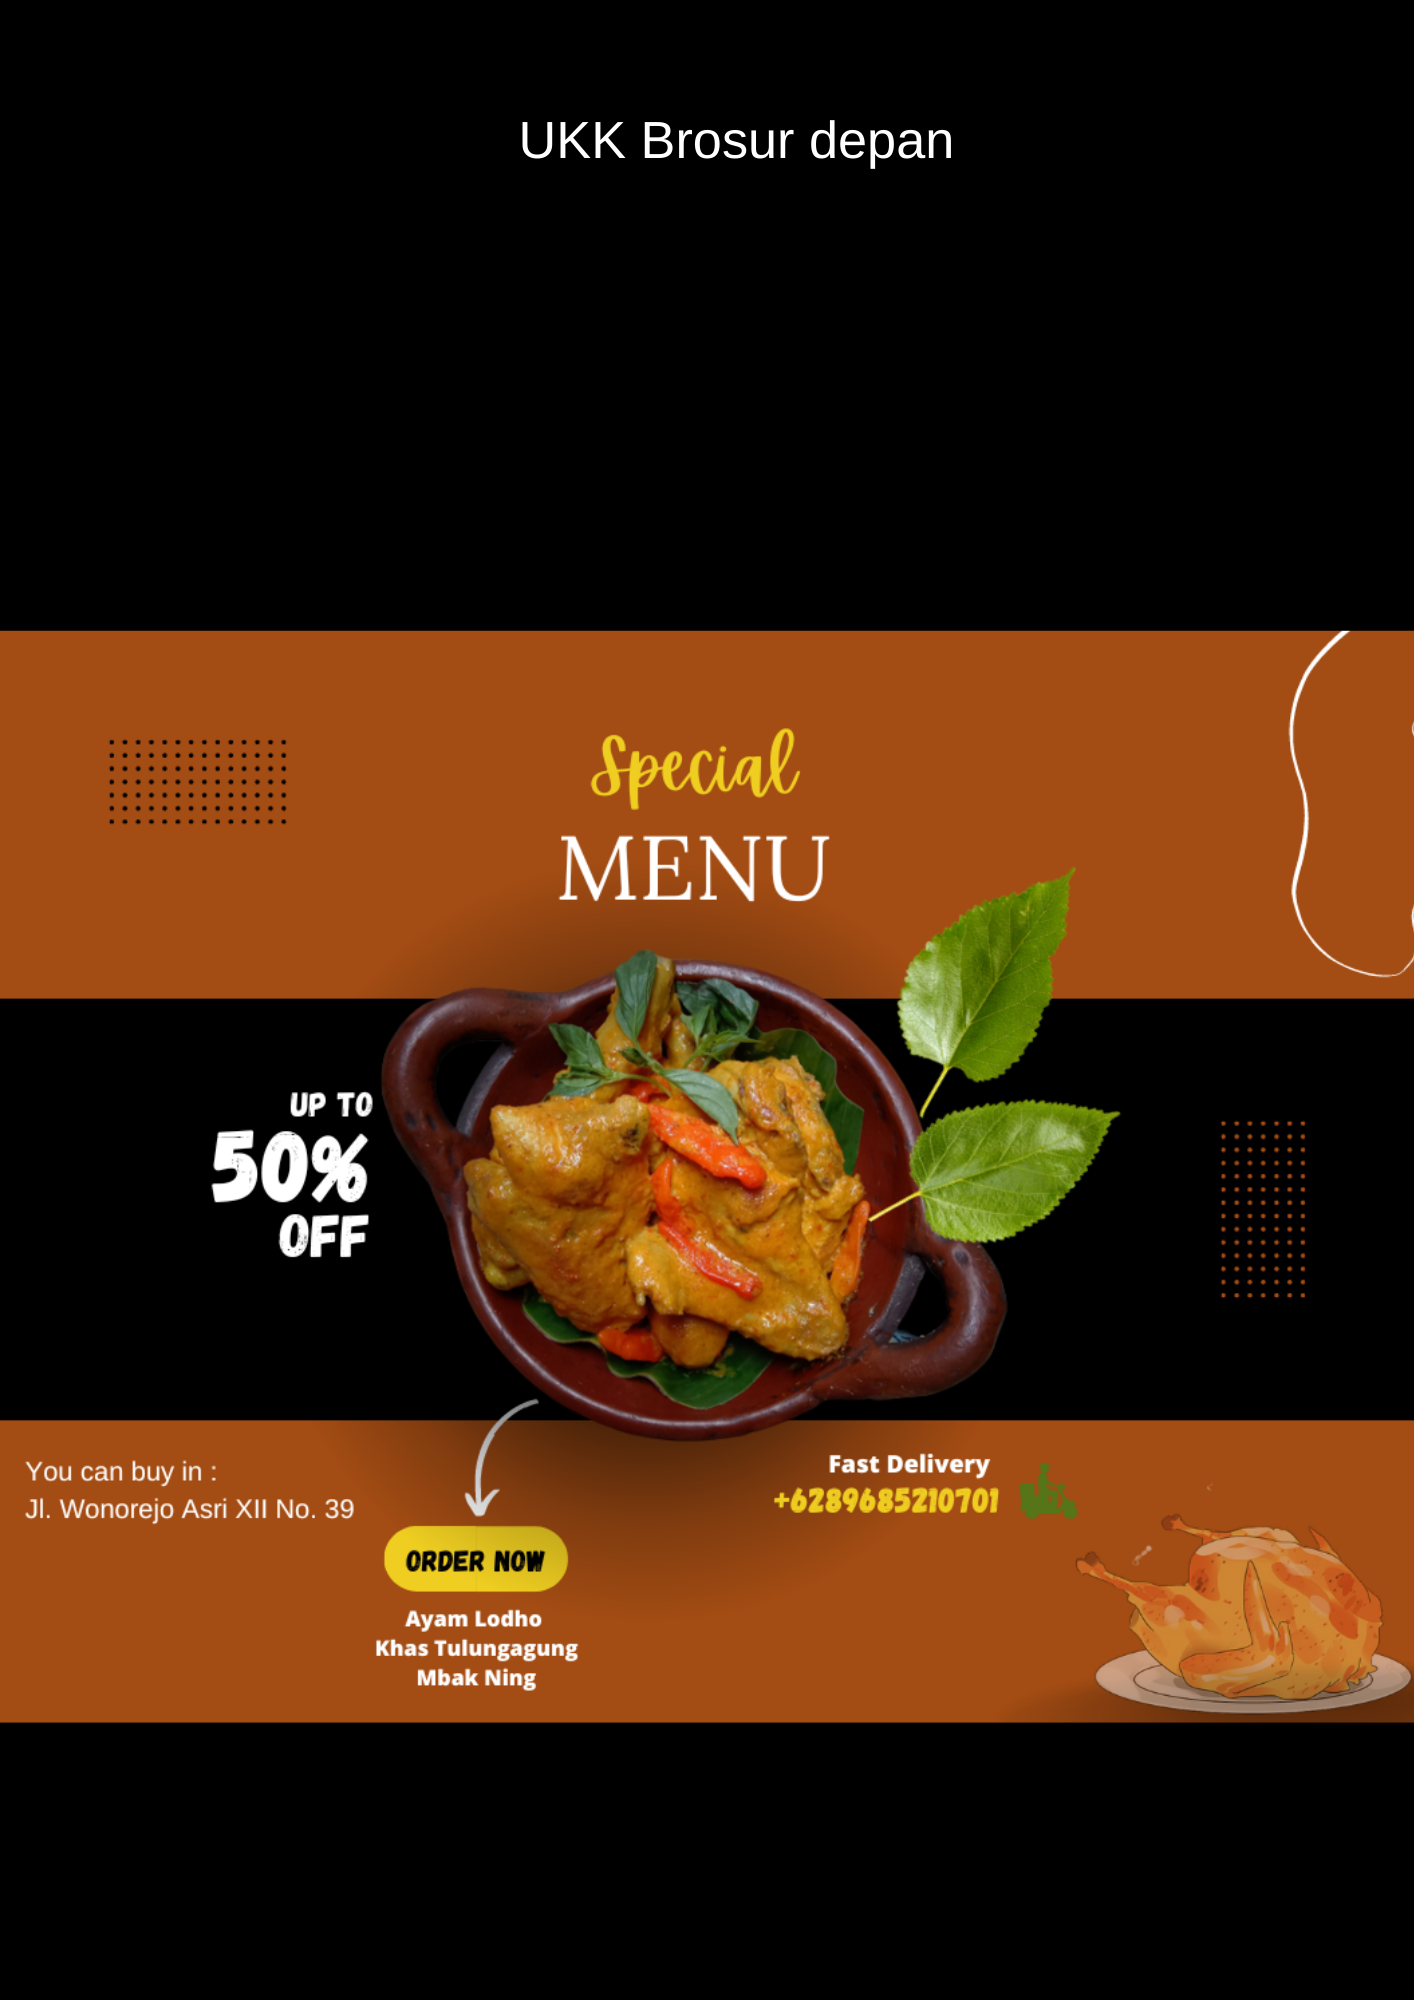 UKK Brosur depan
Special
MENU
UP TO
50%
OFF
You can buy in :
Jl. Wonorejo Asri XII No. 39
ORDER NOW
Ayam Lodho
Khas Tulungagung
Mbak Ning
Fast Delivery
+6289685210701